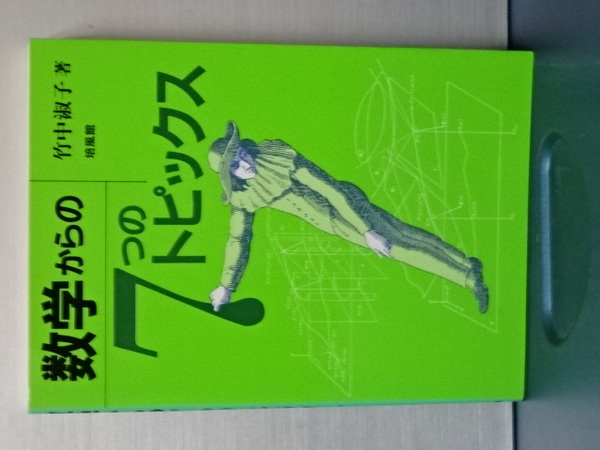 数学からの
7つの
トピックス
竹中淑子 著
培風館